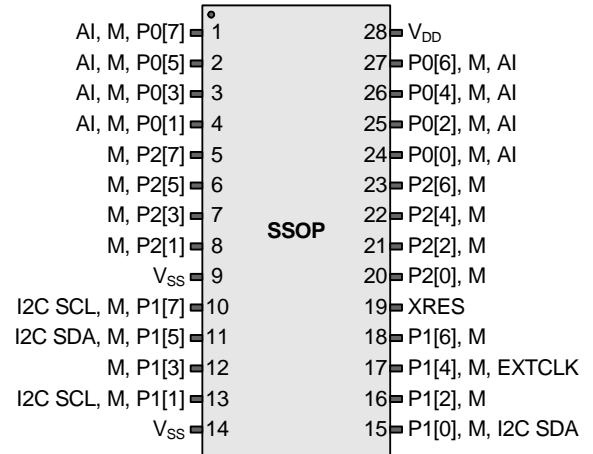 AI, M, P0[7] 1 28 VDD
AI, M, P0[5] 2 27 P0[6], M, AI
AI, M, P0[3] 3 26 P0[4], M, AI
AI, M, P0[1] 4 25 P0[2], M, AI
M, P2[7] 5 24 P0[0], M, AI
M, P2[5] 6 23 P2[6], M
M, P2[3] 7 22 P2[4], M
SSOP
M, P2[1] 8 21 P2[2], M
VSS 9 20 P2[0], M
I2C SCL, M, P1[7] 10 19 XRES
I2C SDA, M, P1[5] 11 18 P1[6], M
M, P1[3] 12 17 P1[4], M, EXTCLK
I2C SCL, M, P1[1] 13 16 P1[2], M
VSS 14 15 P1[0], M, I2C SDA